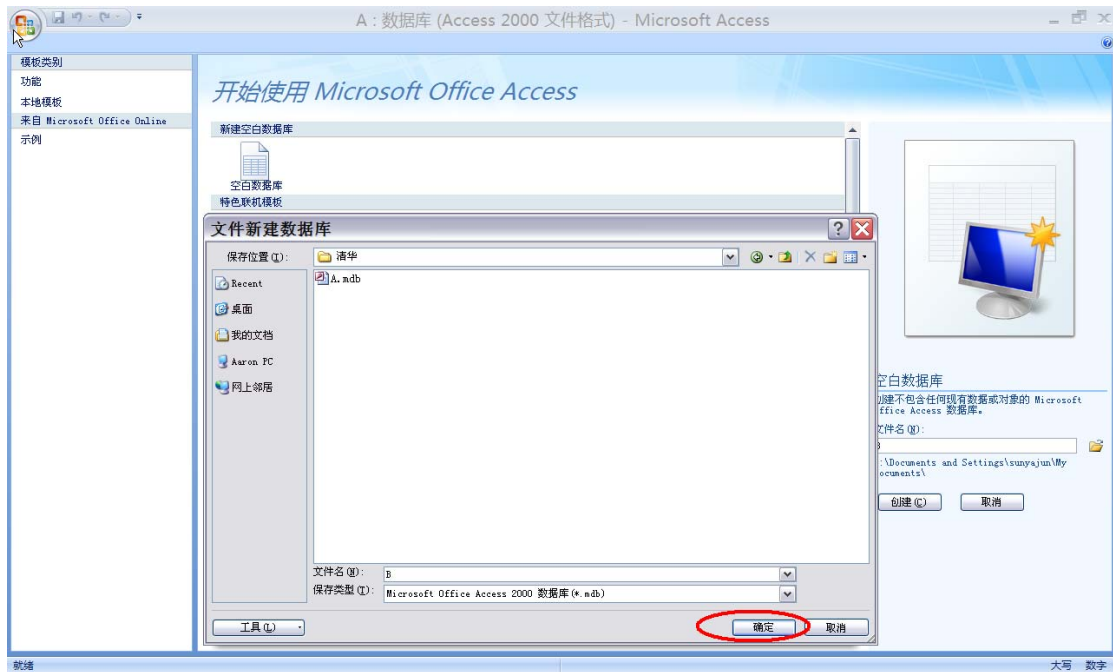 A : 数据库 (Access 2000 文件格式) - Microsoft Access
模板类别
功能
本地模板
来自 Microsoft Office Online
示例
开始使用 Microsoft Office Access
新建空白数据库
空白数据库
特色联机模板
文件新建数据库
保存位置(I):
清华
Recent
桌面
我的文档
Aaron PC
网上邻居
A.mdb
文件名(N):
B
保存类型(T):
Microsoft Office Access 2000 数据库(*.mdb)
工具(L)
确定
取消
空白数据库
创建不包含任何现有数据或对象的 Microsoft
ffice Access 数据库。
文件名(N):
:\Documents and Settings\sunyajun\My
ocuments\
创建(C)
取消
就绪
大写 数字